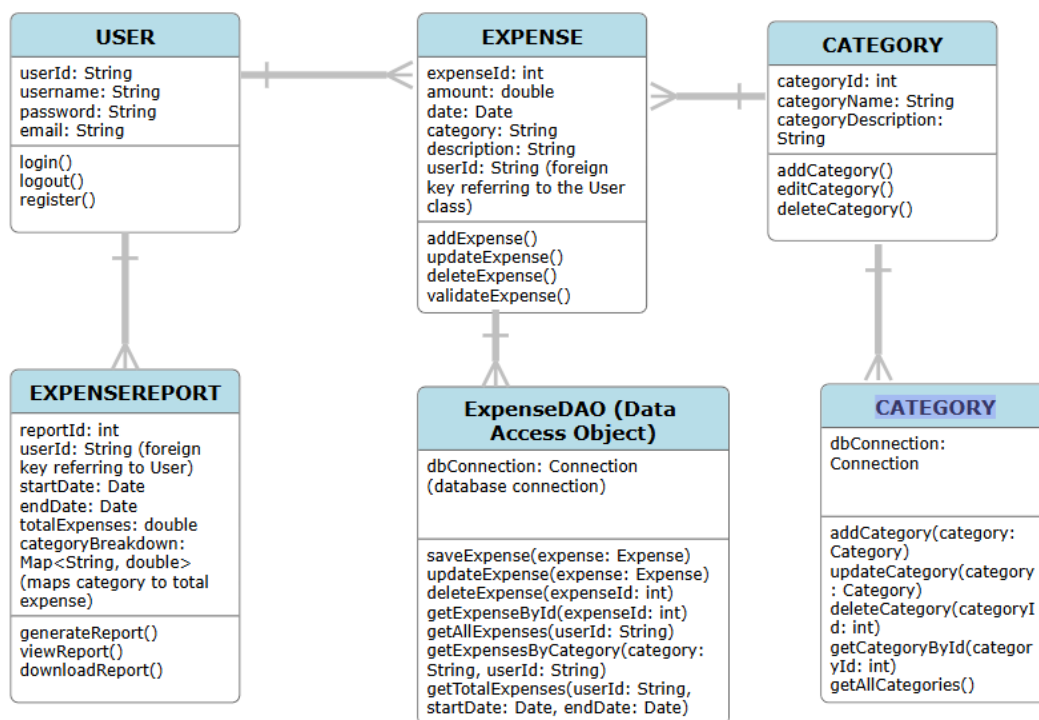 USER
userId: String
username: String
password: String
email: String
login()
logout()
register()
EXPENSE
expenseId: int
amount: double
date: Date
category: String
description: String
userId: String (foreign
key referring to the User
class)
addExpense()
updateExpense()
deleteExpense()
validateExpense()
CATEGORY
categoryId: int
categoryName: String
categoryDescription:
String
addCategory()
editCategory()
deleteCategory()
EXPENSEREPORT
reportId: int
userId: String (foreign
key referring to User)
startDate: Date
endDate: Date
totalExpenses: double
categoryBreakdown:
Map<String, double>
(maps category to total
expense)
generateReport()
viewReport()
downloadReport()
ExpenseDAO (Data
Access Object)
dbConnection: Connection
(database connection)
saveExpense(expense: Expense)
updateExpense(expense: Expense)
deleteExpense(expenseId: int)
getExpenseById(expenseId: int)
getAllExpenses(userId: String)
getExpensesByCategory(category:
String, userId: String)
getTotalExpenses(userId: String,
startDate: Date, endDate: Date)
CATEGORY
dbConnection:
Connection
addCategory(category:
Category)
updateCategory(category
: Category)
deleteCategory(categoryI
d: int)
getCategoryById(categor
yId: int)
getAllCategories()